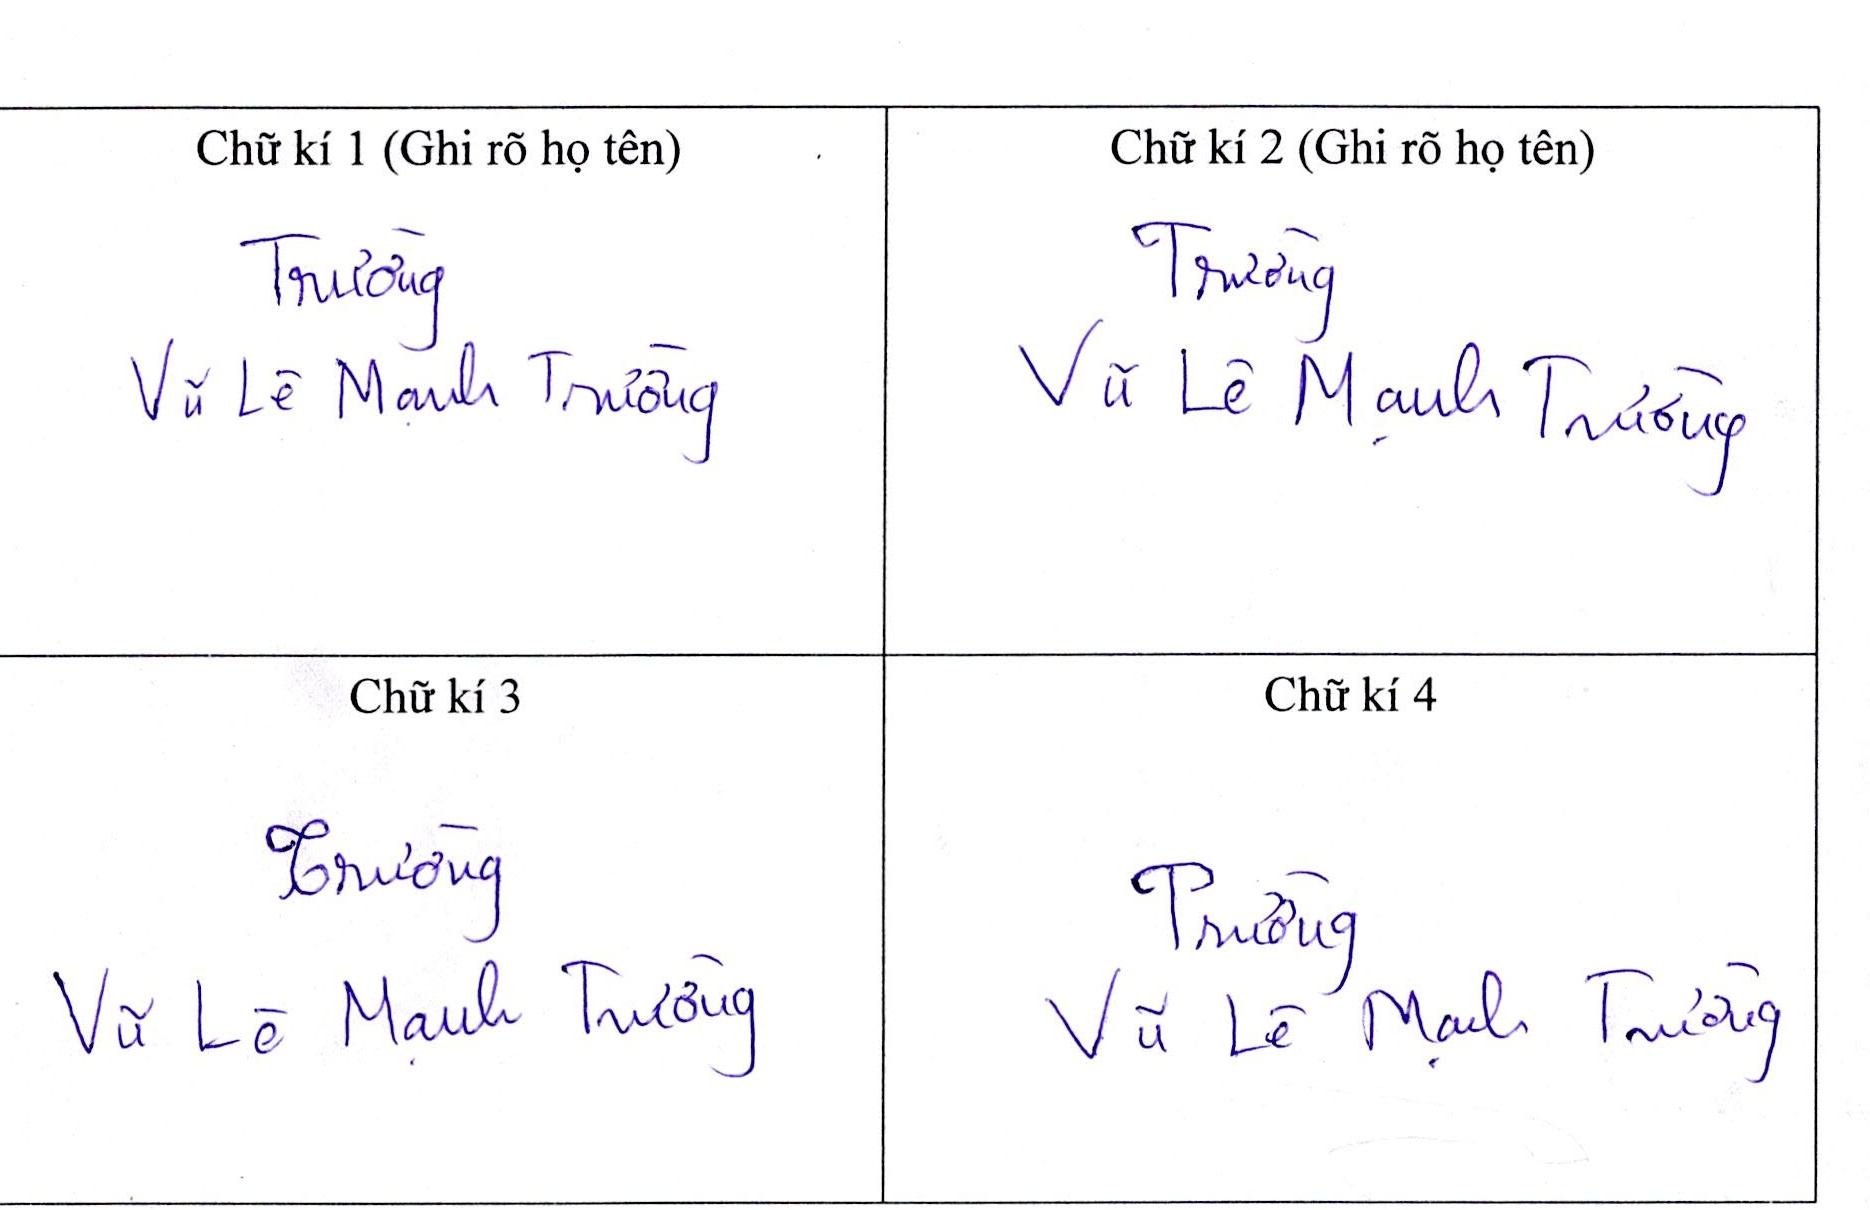 Chữ kí 1 (Ghi rõ họ tên)
Trường
Vũ Lê Mạnh Trường
Chữ kí 2 (Ghi rõ họ tên)
Trường
Vũ Lê Mạnh Trường
Chữ kí 3
Trường
Vũ Lê Mạnh Trường
Chữ kí 4
Trường
Vũ Lê Mạnh Trường